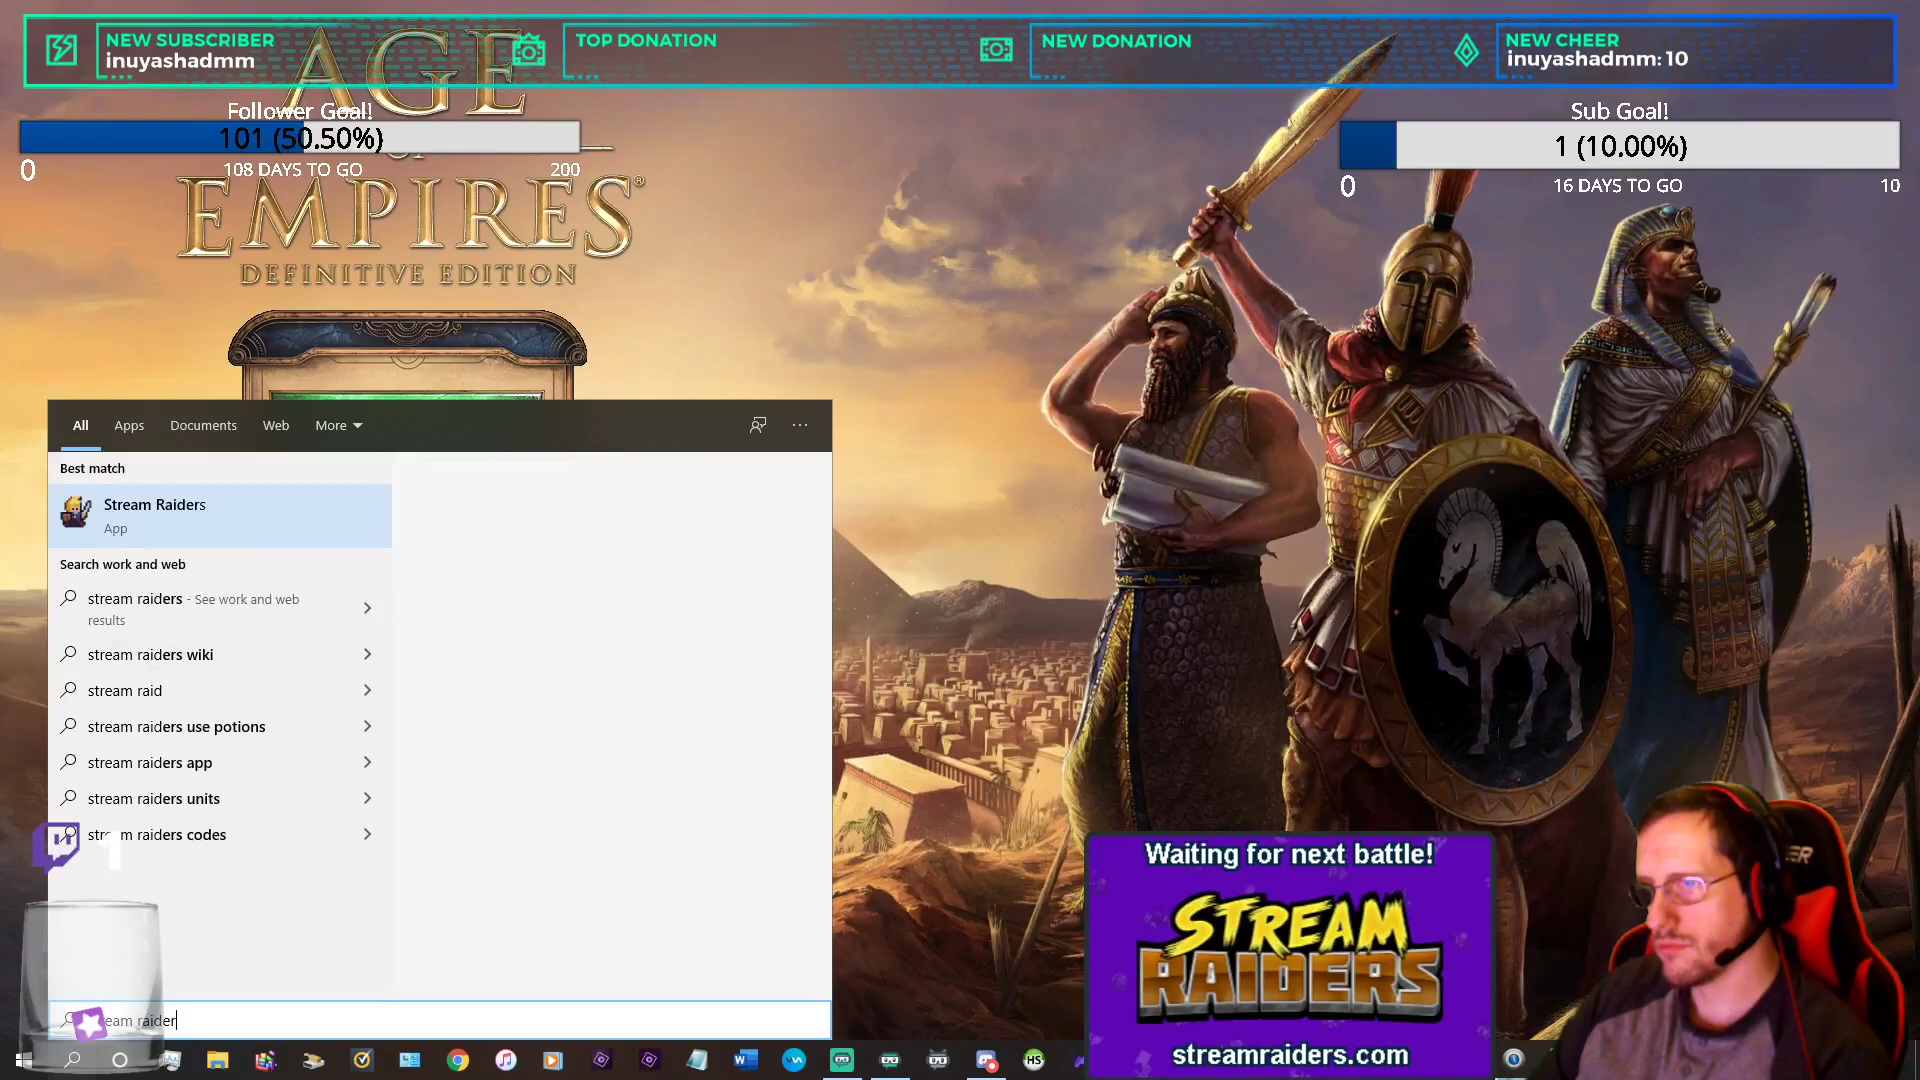 NEW SUBSCRIBER
inuyashadmm
TOP DONATION
NEW DONATION
NEW CHEER
inuyashadmm: 10
Follower Goal!
101 (50.50%)
0
108 DAYS TO GO
200
Sub Goal!
1 (10.00%)
0
16 DAYS TO GO
10
AGE
OF
EMPIRES®
DEFINITIVE EDITION
All
Apps
Documents
Web
More
Best match
Stream Raiders
App
Search work and web
stream raiders - See work and web
results
stream raiders wiki
stream raid
stream raiders use potions
stream raiders app
stream raiders units
stream raiders codes
1
raider
Waiting for next battle!
STREAM
RAIDERS
streamraiders.com
HS